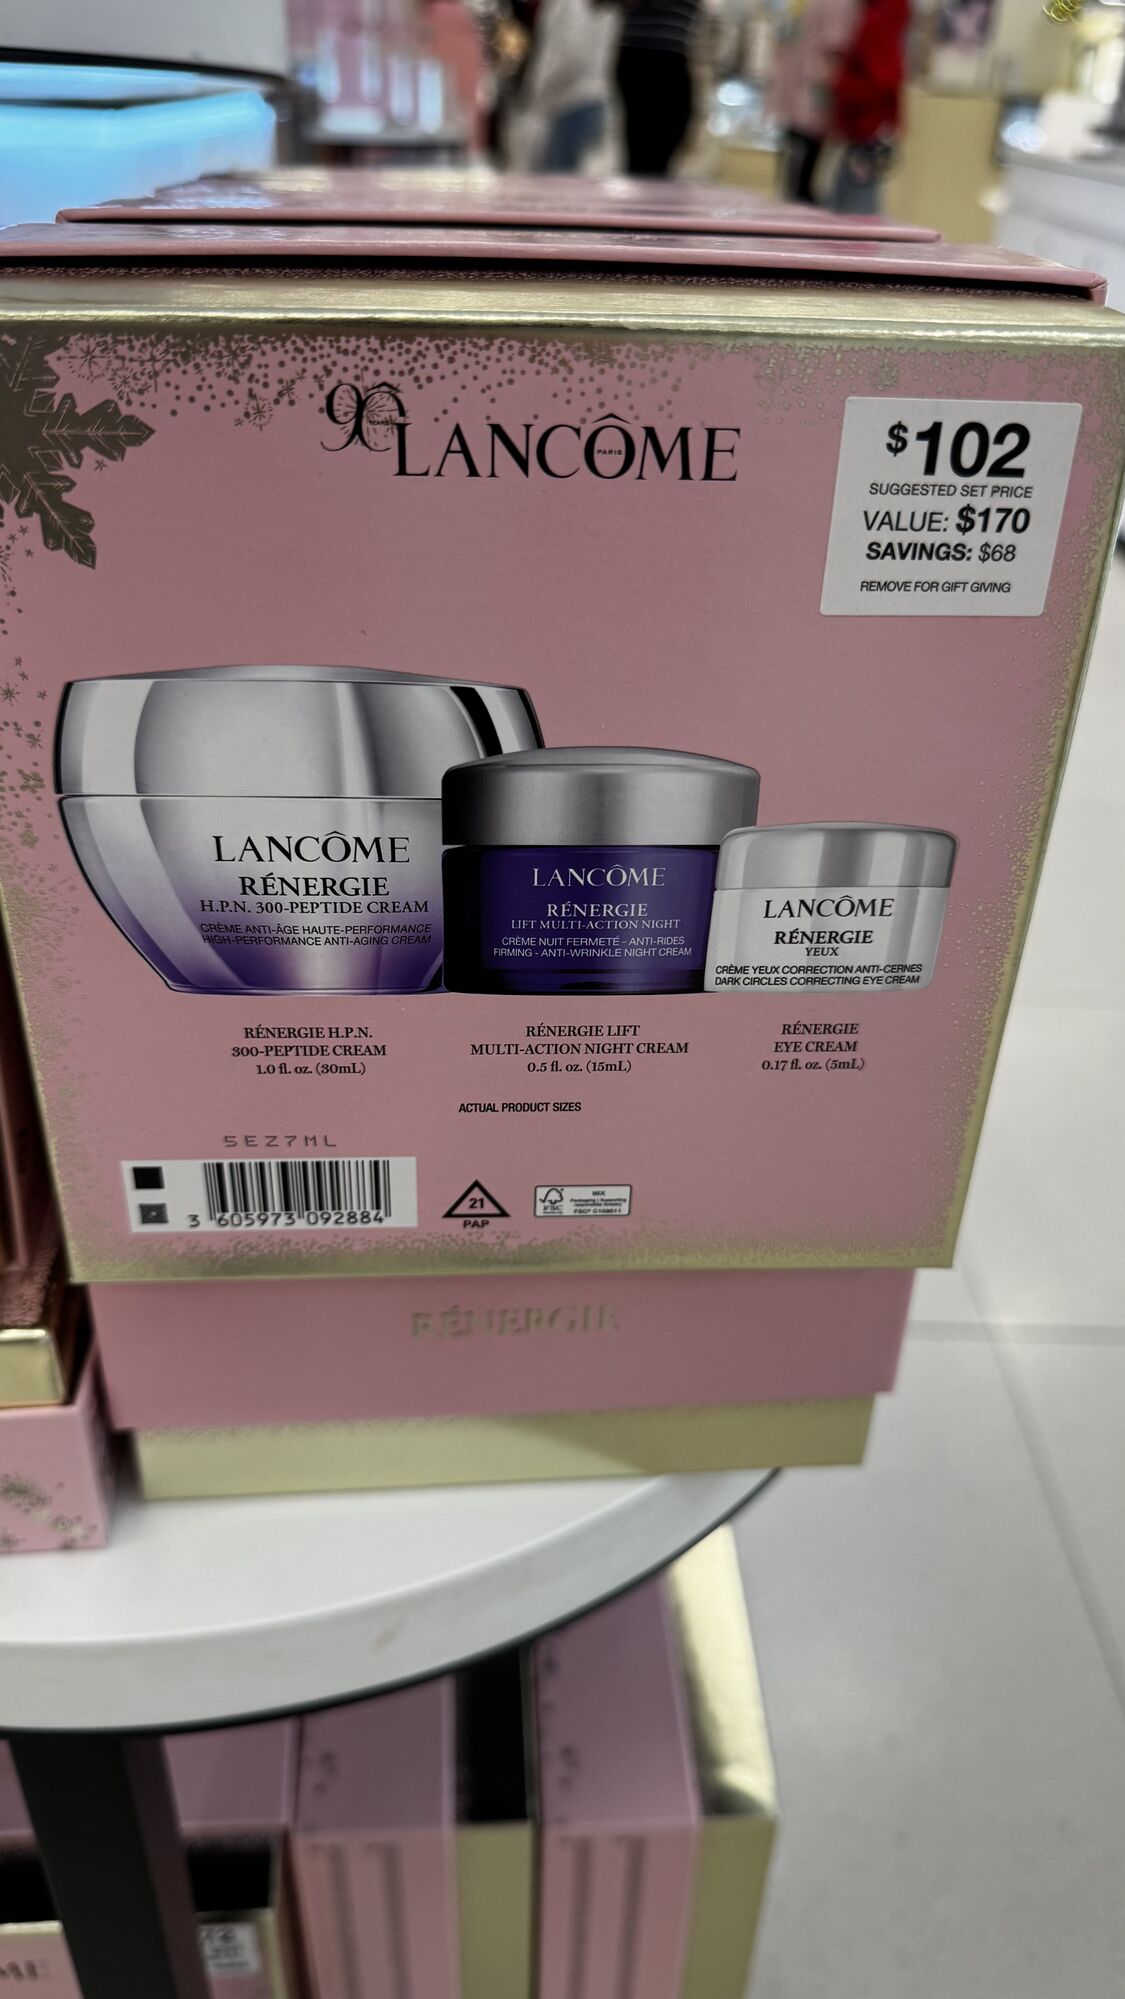 90 LANCÔME
PARIS
$102
SUGGESTED SET PRICE
VALUE: $170
SAVINGS: $68
REMOVE FOR GIFT GIVING
LANCÔME
RÉNERGIE
H.P.N. 300-PEPTIDE CREAM
CRÈME ANTI-ÂGE HAUTE-PERFORMANCE
HIGH-PERFORMANCE ANTI-AGING CREAM
LANCÔME
RÉNERGIE
LIFT MULTI-ACTION NIGHT
CRÈME NUIT FERMETÉ - ANTI-RIDES
FIRMING - ANTI-WRINKLE NIGHT CREAM
LANCÔME
RÉNERGIE
YEUX
CRÈME YEUX CORRECTION ANTI-CERNES
DARK CIRCLES CORRECTING EYE CREAM
RÉNERGIE H.P.N.
300-PEPTIDE CREAM
1.0 fl. oz. (30mL)
RÉNERGIE LIFT
MULTI-ACTION NIGHT CREAM
0.5 fl. oz. (15mL)
RÉNERGIE
EYE CREAM
0.17 fl. oz. (5mL)
ACTUAL PRODUCT SIZES
5EZ7ML
3 605973 092884
21
PAP
FSC
MIX
RÉNERGIE